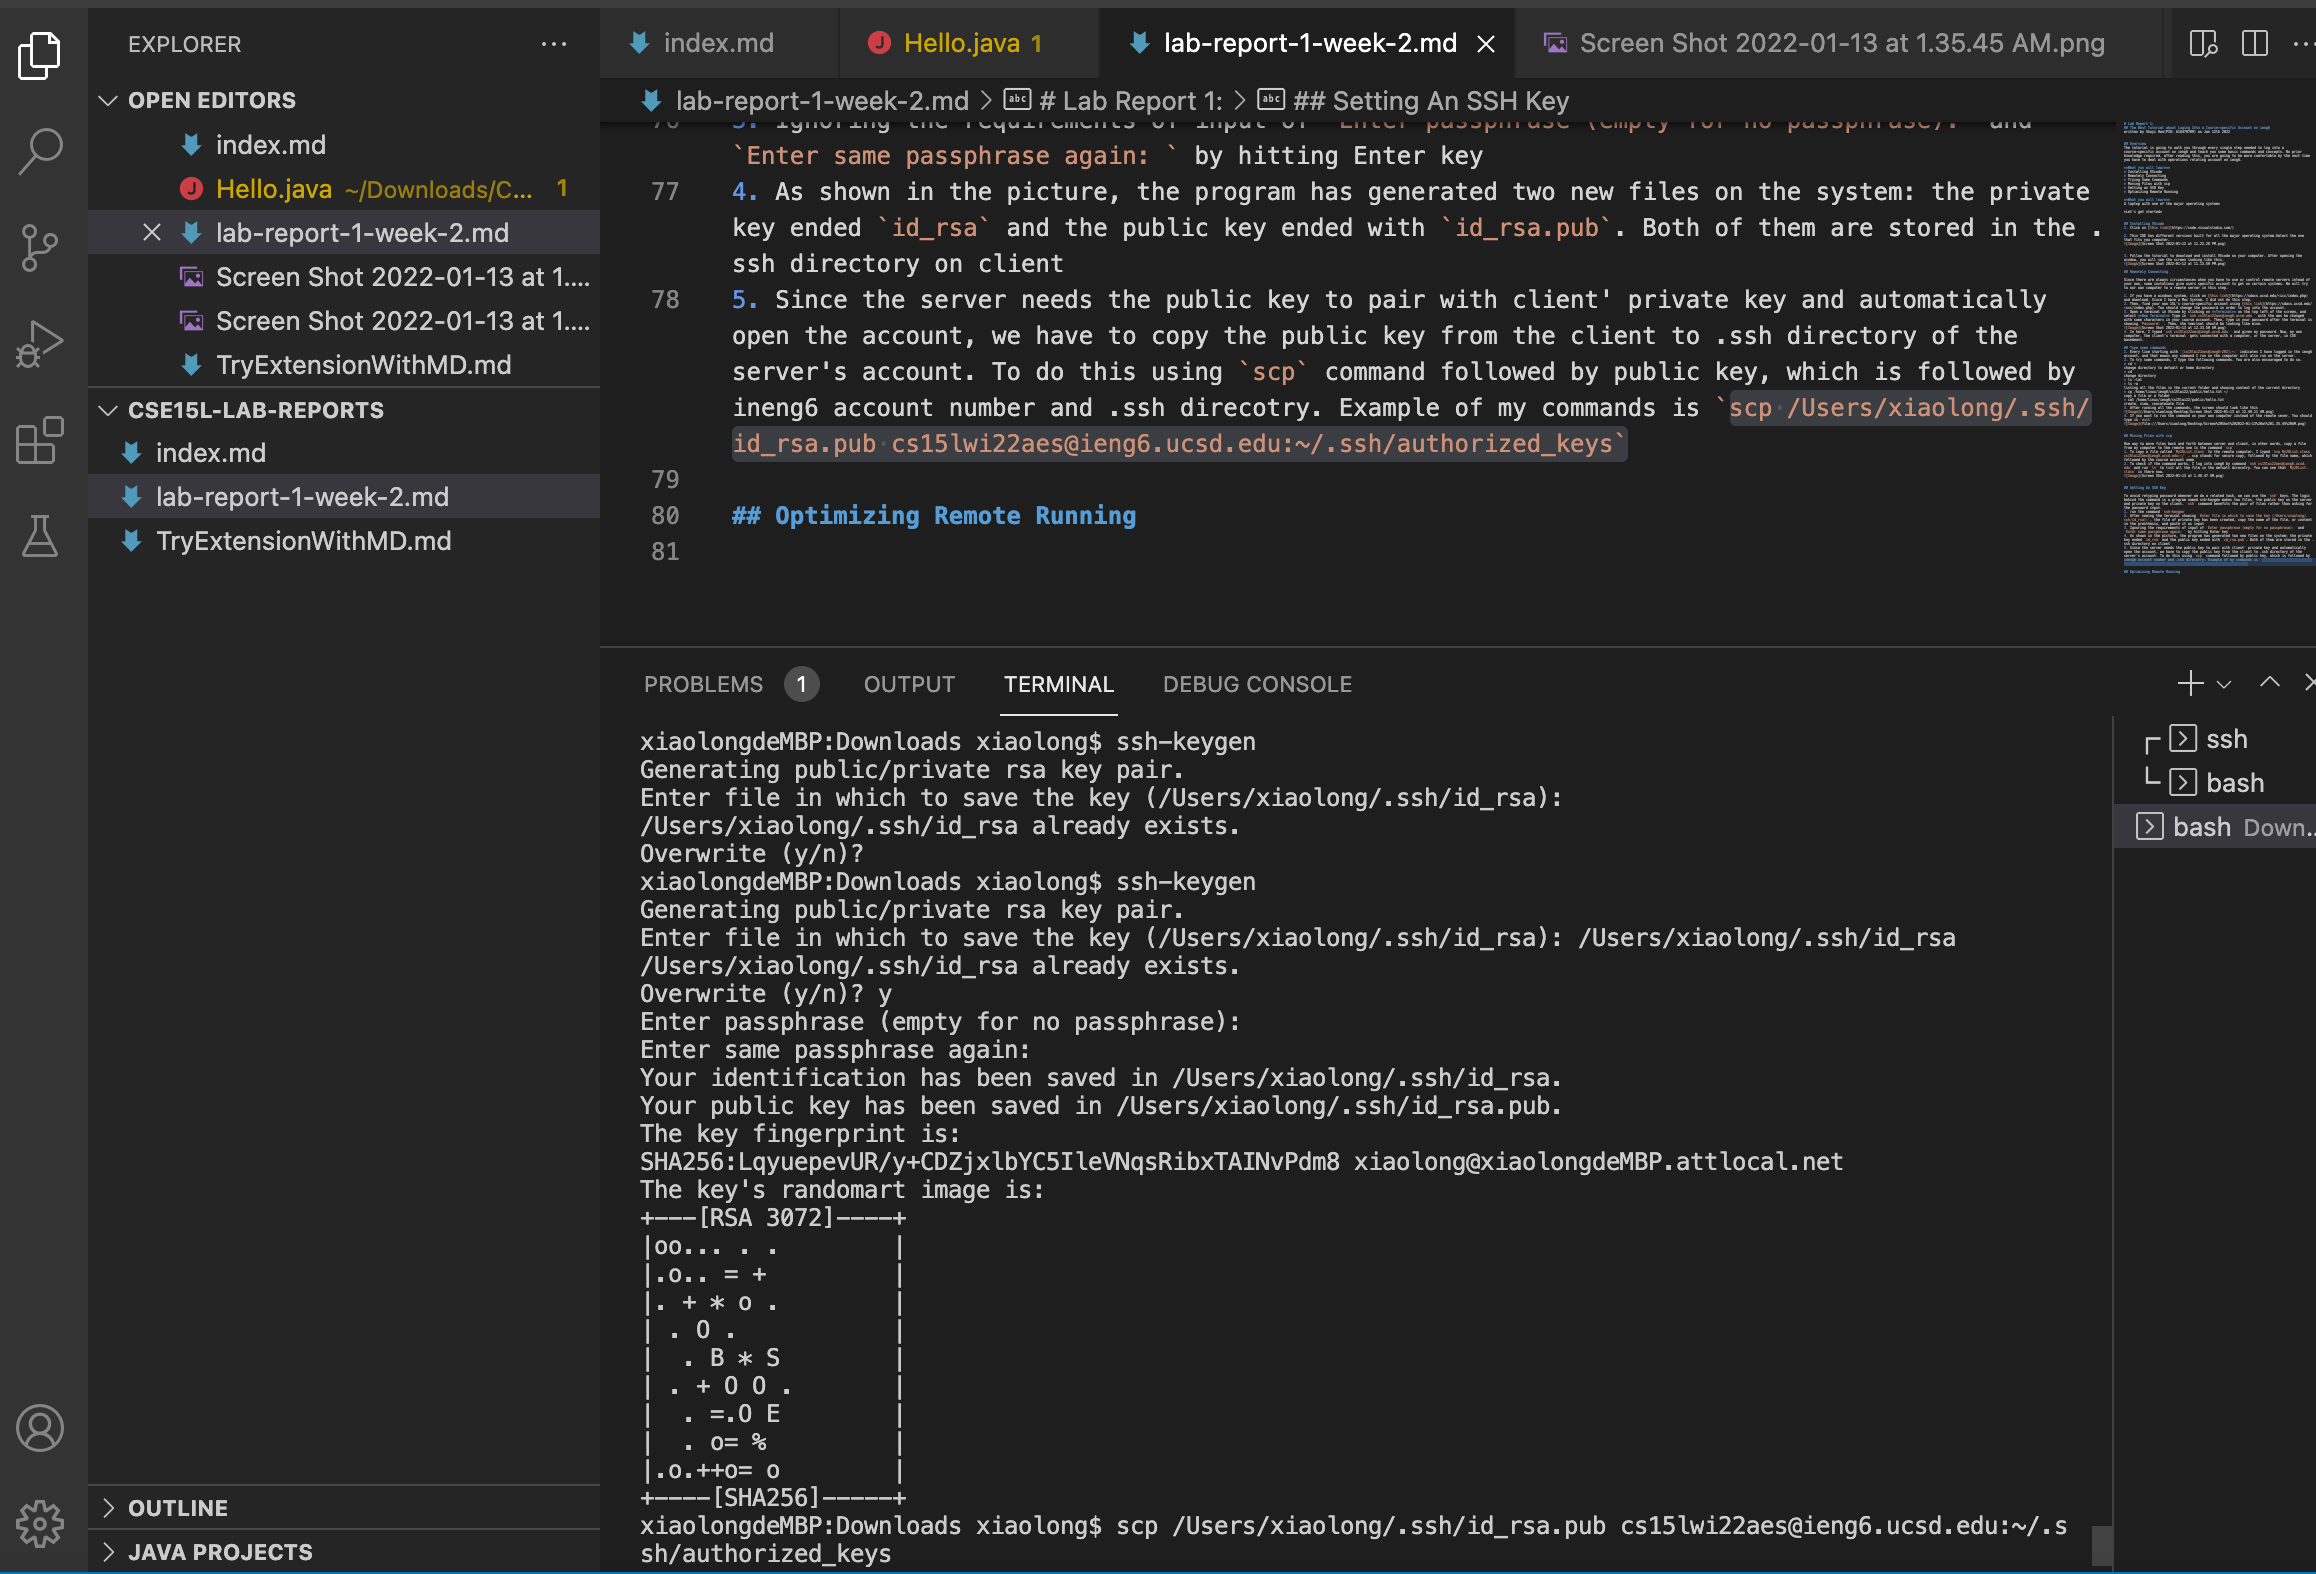 EXPLORER
OPEN EDITORS
index.md
Hello.java ~/Downloads/C... 1
lab-report-1-week-2.md
Screen Shot 2022-01-13 at 1....
Screen Shot 2022-01-13 at 1....
TryExtensionWithMD.md
CSE15L-LAB-REPORTS
index.md
lab-report-1-week-2.md
TryExtensionWithMD.md
OUTLINE
JAVA PROJECTS
index.md
Hello.java 1
lab-report-1-week-2.md
Screen Shot 2022-01-13 at 1.35.45 AM.png
lab-report-1-week-2.md > # Lab Report 1: > ## Setting An SSH Key
76 3. Ignoring the requirements of input of `Enter passphrase (empty for no passphrase):` and
`Enter same passphrase again: ` by hitting Enter key
77 4. As shown in the picture, the program has generated two new files on the system: the private
key ended `id_rsa` and the public key ended with `id_rsa.pub`. Both of them are stored in the .
ssh directory on client
78 5. Since the server needs the public key to pair with client' private key and automatically
open the account, we have to copy the public key from the client to .ssh directory of the
server's account. To do this using `scp` command followed by public key, which is followed by
ineng6 account number and .ssh direcotry. Example of my commands is `scp /Users/xiaolong/.ssh/
id_rsa.pub cs15lwi22aes@ieng6.ucsd.edu:~/.ssh/authorized_keys`
79
80 ## Optimizing Remote Running
81
PROBLEMS 1 OUTPUT TERMINAL DEBUG CONSOLE
xiaolongdeMBP:Downloads xiaolong$ ssh-keygen
Generating public/private rsa key pair.
Enter file in which to save the key (/Users/xiaolong/.ssh/id_rsa):
/Users/xiaolong/.ssh/id_rsa already exists.
Overwrite (y/n)?
xiaolongdeMBP:Downloads xiaolong$ ssh-keygen
Generating public/private rsa key pair.
Enter file in which to save the key (/Users/xiaolong/.ssh/id_rsa): /Users/xiaolong/.ssh/id_rsa
/Users/xiaolong/.ssh/id_rsa already exists.
Overwrite (y/n)? y
Enter passphrase (empty for no passphrase):
Enter same passphrase again:
Your identification has been saved in /Users/xiaolong/.ssh/id_rsa.
Your public key has been saved in /Users/xiaolong/.ssh/id_rsa.pub.
The key fingerprint is:
SHA256:LqyuepevUR/y+CDZjxlbYC5IleVNqsRibxTAINvPdm8 xiaolong@xiaolongdeMBP.attlocal.net
The key's randomart image is:
+---[RSA 3072]----+
|oo... . .        |
|.o.. = +         |
|. + * o .        |
| . O .           |
|  . B * S        |
| . + O O .       |
|  . =.O E        |
|  . o= %         |
|.o.++o= o        |
+----[SHA256]-----+
xiaolongdeMBP:Downloads xiaolong$ scp /Users/xiaolong/.ssh/id_rsa.pub cs15lwi22aes@ieng6.ucsd.edu:~/.s
sh/authorized_keys
ssh
bash
bash Down...